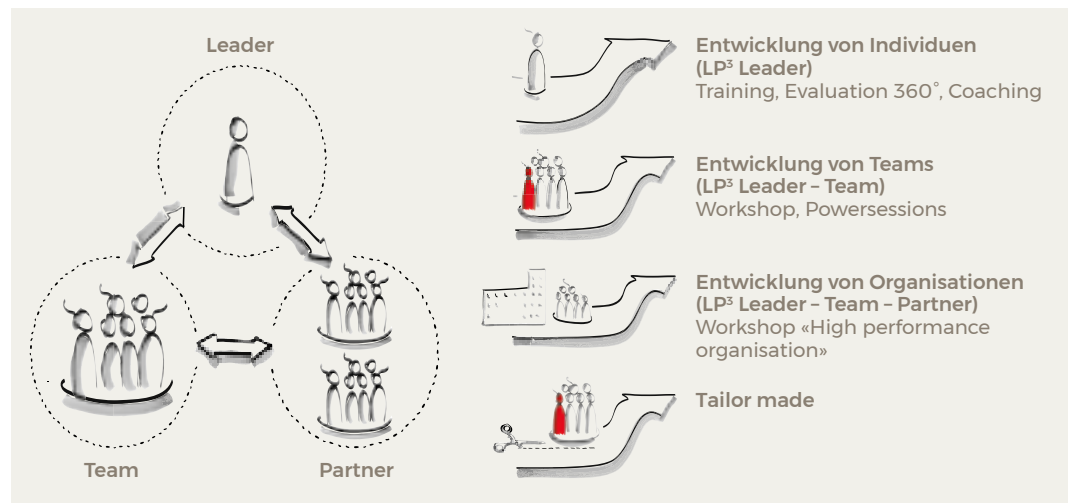 Leader
Team
Partner
Entwicklung von Individuen
(LP³ Leader)
Training, Evaluation 360°, Coaching
Entwicklung von Teams
(LP³ Leader – Team)
Workshop, Powersessions
Entwicklung von Organisationen
(LP³ Leader – Team – Partner)
Workshop «High performance
organisation»
Tailor made